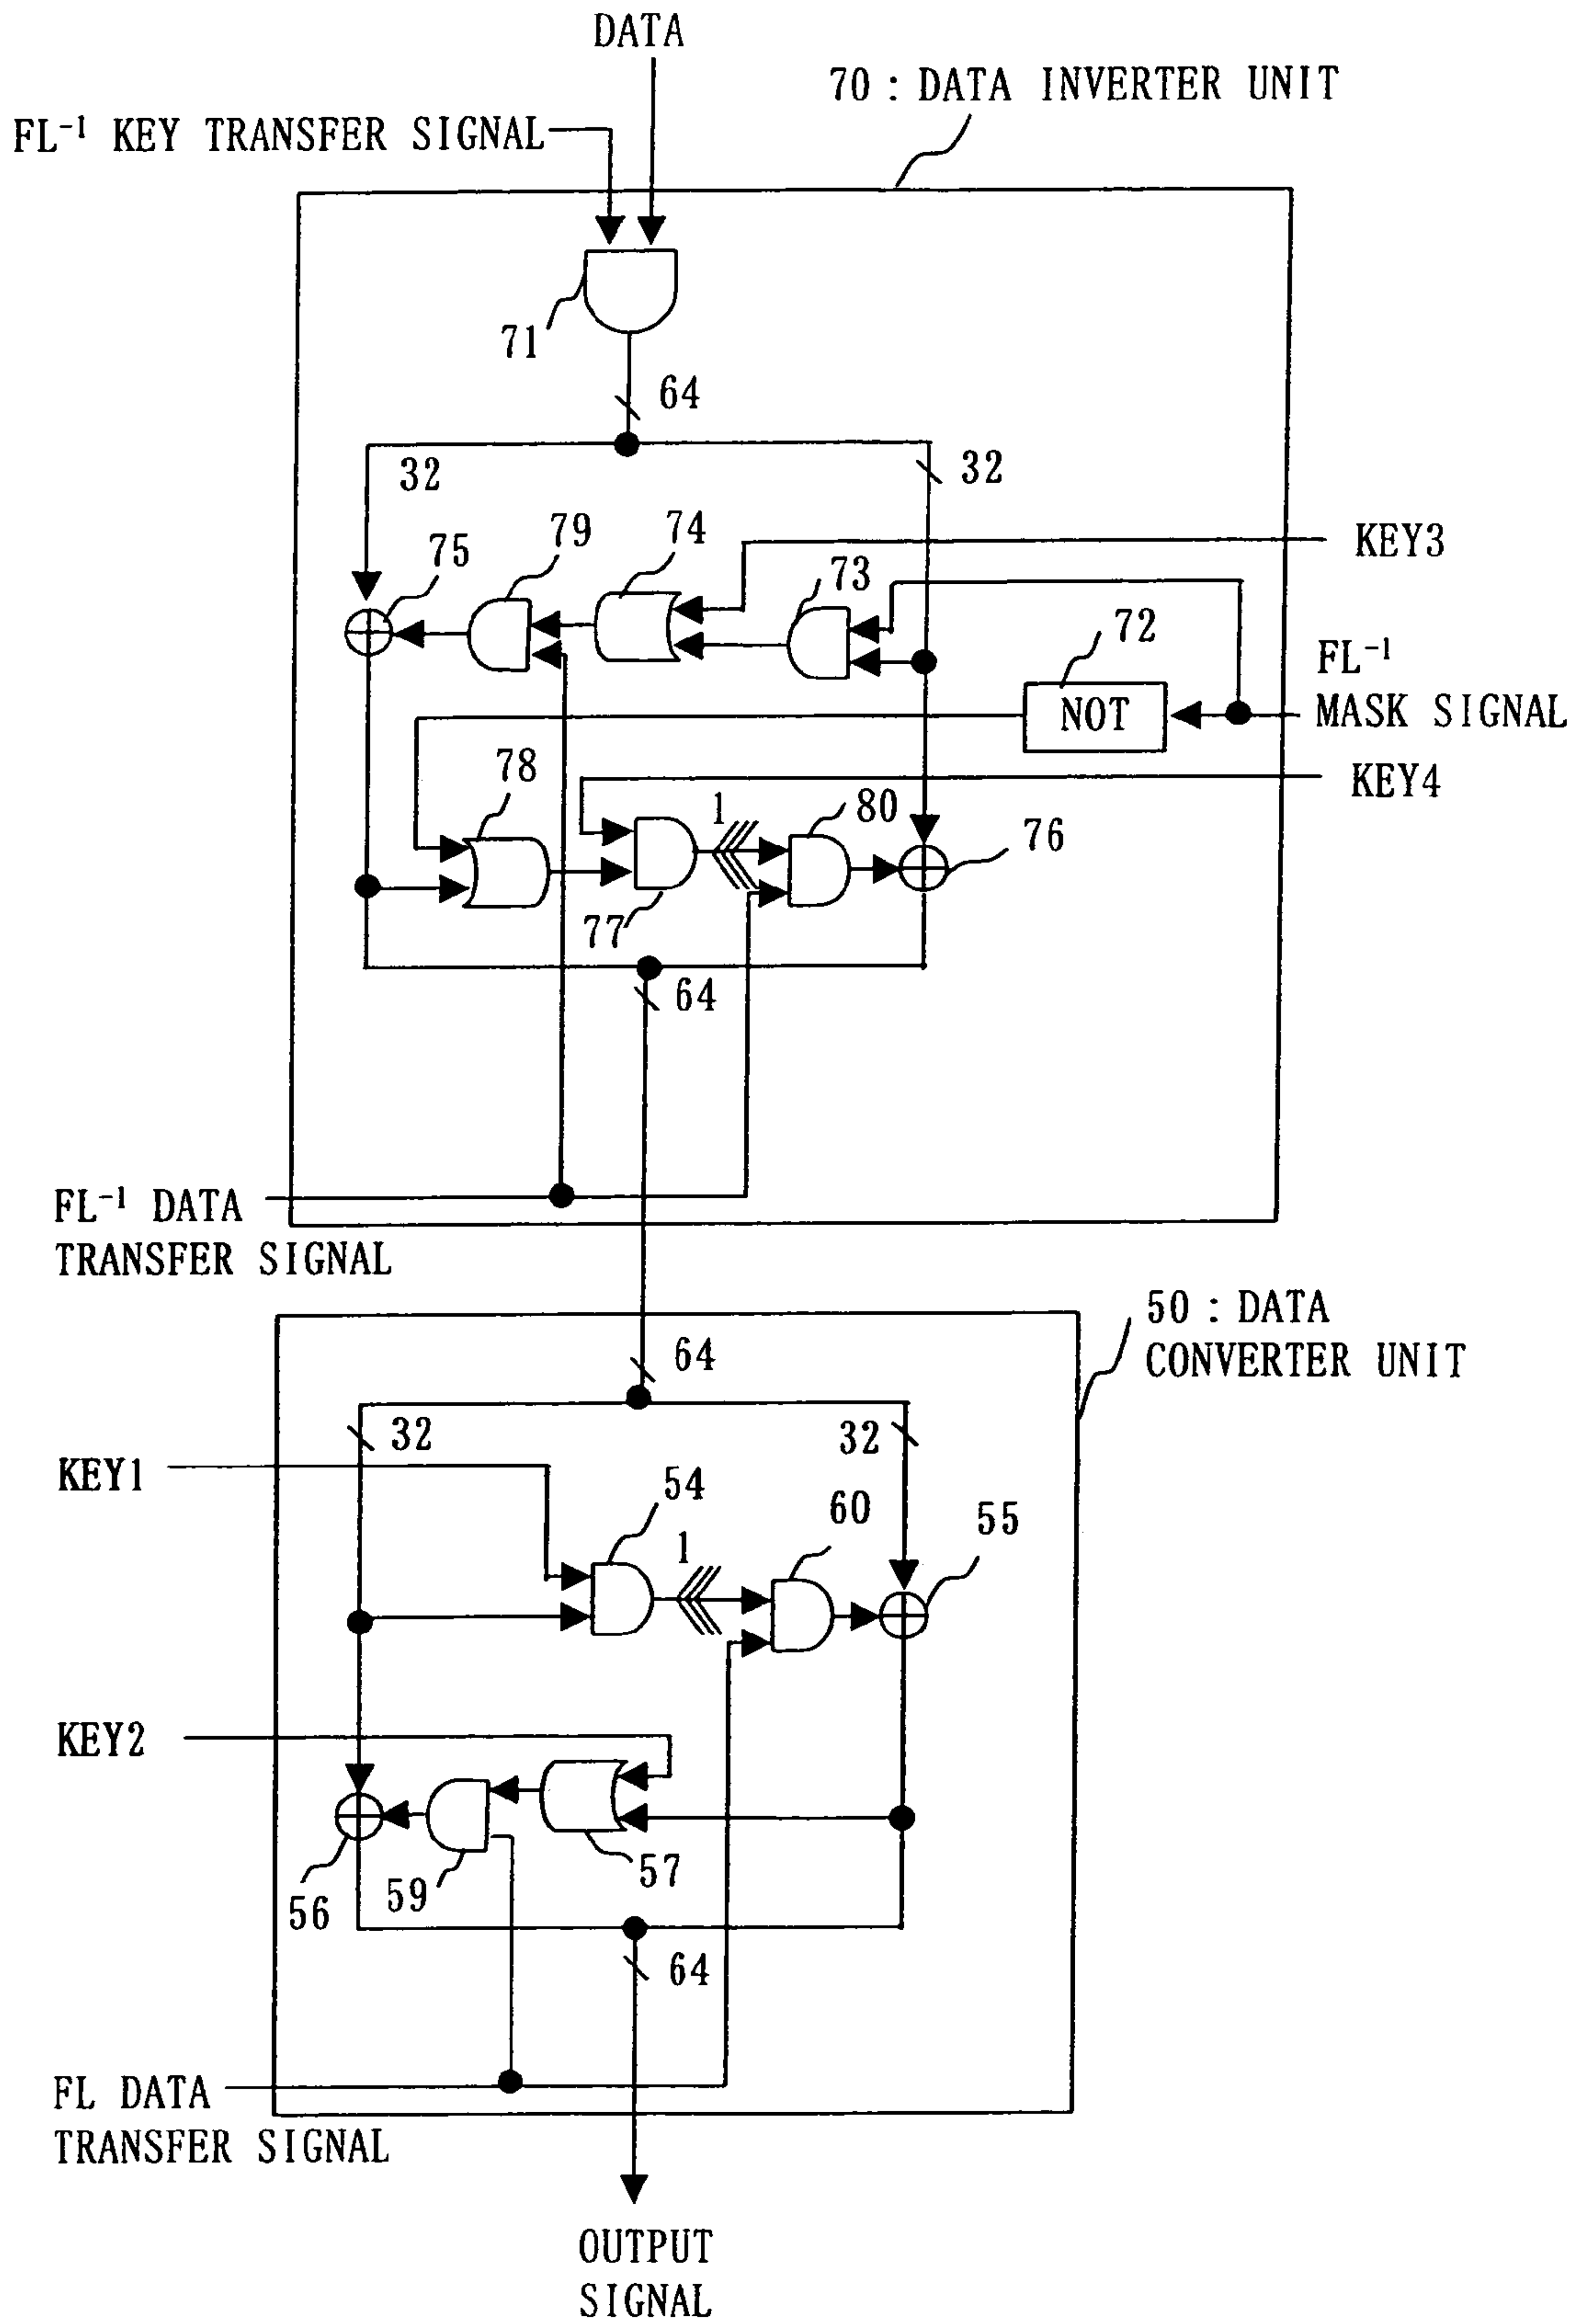 DATA
70 : DATA INVERTER UNIT
FL⁻¹ KEY TRANSFER SIGNAL
71
64
32
32
79
74
75
73
KEY3
72
FL⁻¹
MASK SIGNAL
NOT
78
1
80
KEY4
76
77
64
FL⁻¹ DATA
TRANSFER SIGNAL
50 : DATA
CONVERTER UNIT
64
32
32
KEY1
54
60
55
1
KEY2
57
59
56
64
FL DATA
TRANSFER SIGNAL
OUTPUT
SIGNAL